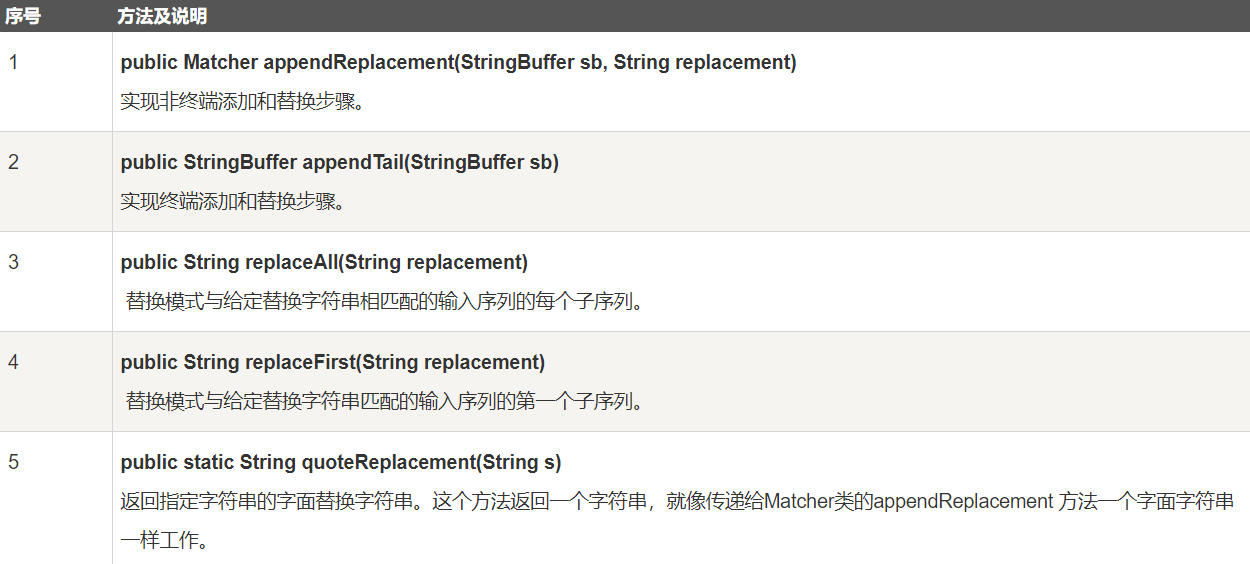 序号 方法及说明
1 public Matcher appendReplacement(StringBuffer sb, String replacement)
实现非终端添加和替换步骤。
2 public StringBuffer appendTail(StringBuffer sb)
实现终端添加和替换步骤。
3 public String replaceAll(String replacement)
替换模式与给定替换字符串相匹配的输入序列的每个子序列。
4 public String replaceFirst(String replacement)
替换模式与给定替换字符串匹配的输入序列的第一个子序列。
5 public static String quoteReplacement(String s)
返回指定字符串的字面替换字符串。这个方法返回一个字符串，就像传递给Matcher类的appendReplacement 方法一个字面字符串
一样工作。